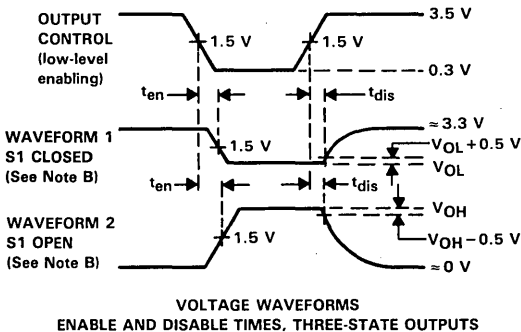 OUTPUT
CONTROL
(low-level
enabling)
1.5 V
1.5 V
3.5 V
0.3 V
ten
tdis
WAVEFORM 1
S1 CLOSED
(See Note B)
1.5 V
≈3.3 V
VOL+0.5 V
VOL
ten
tdis
WAVEFORM 2
S1 OPEN
(See Note B)
1.5 V
VOH
VOH−0.5 V
≈0 V
VOLTAGE WAVEFORMS
ENABLE AND DISABLE TIMES, THREE-STATE OUTPUTS